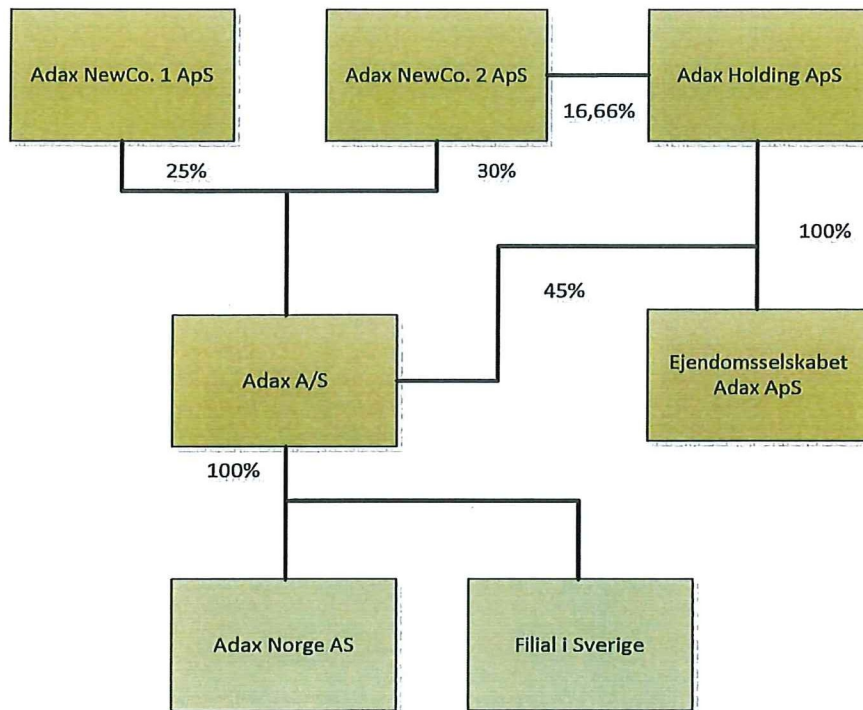 Adax NewCo. 1 ApS
Adax NewCo. 2 ApS
Adax Holding ApS
16,66%
25%
30%
100%
45%
Adax A/S
Ejendomsselskabet
Adax ApS
100%
Adax Norge AS
Filial i Sverige